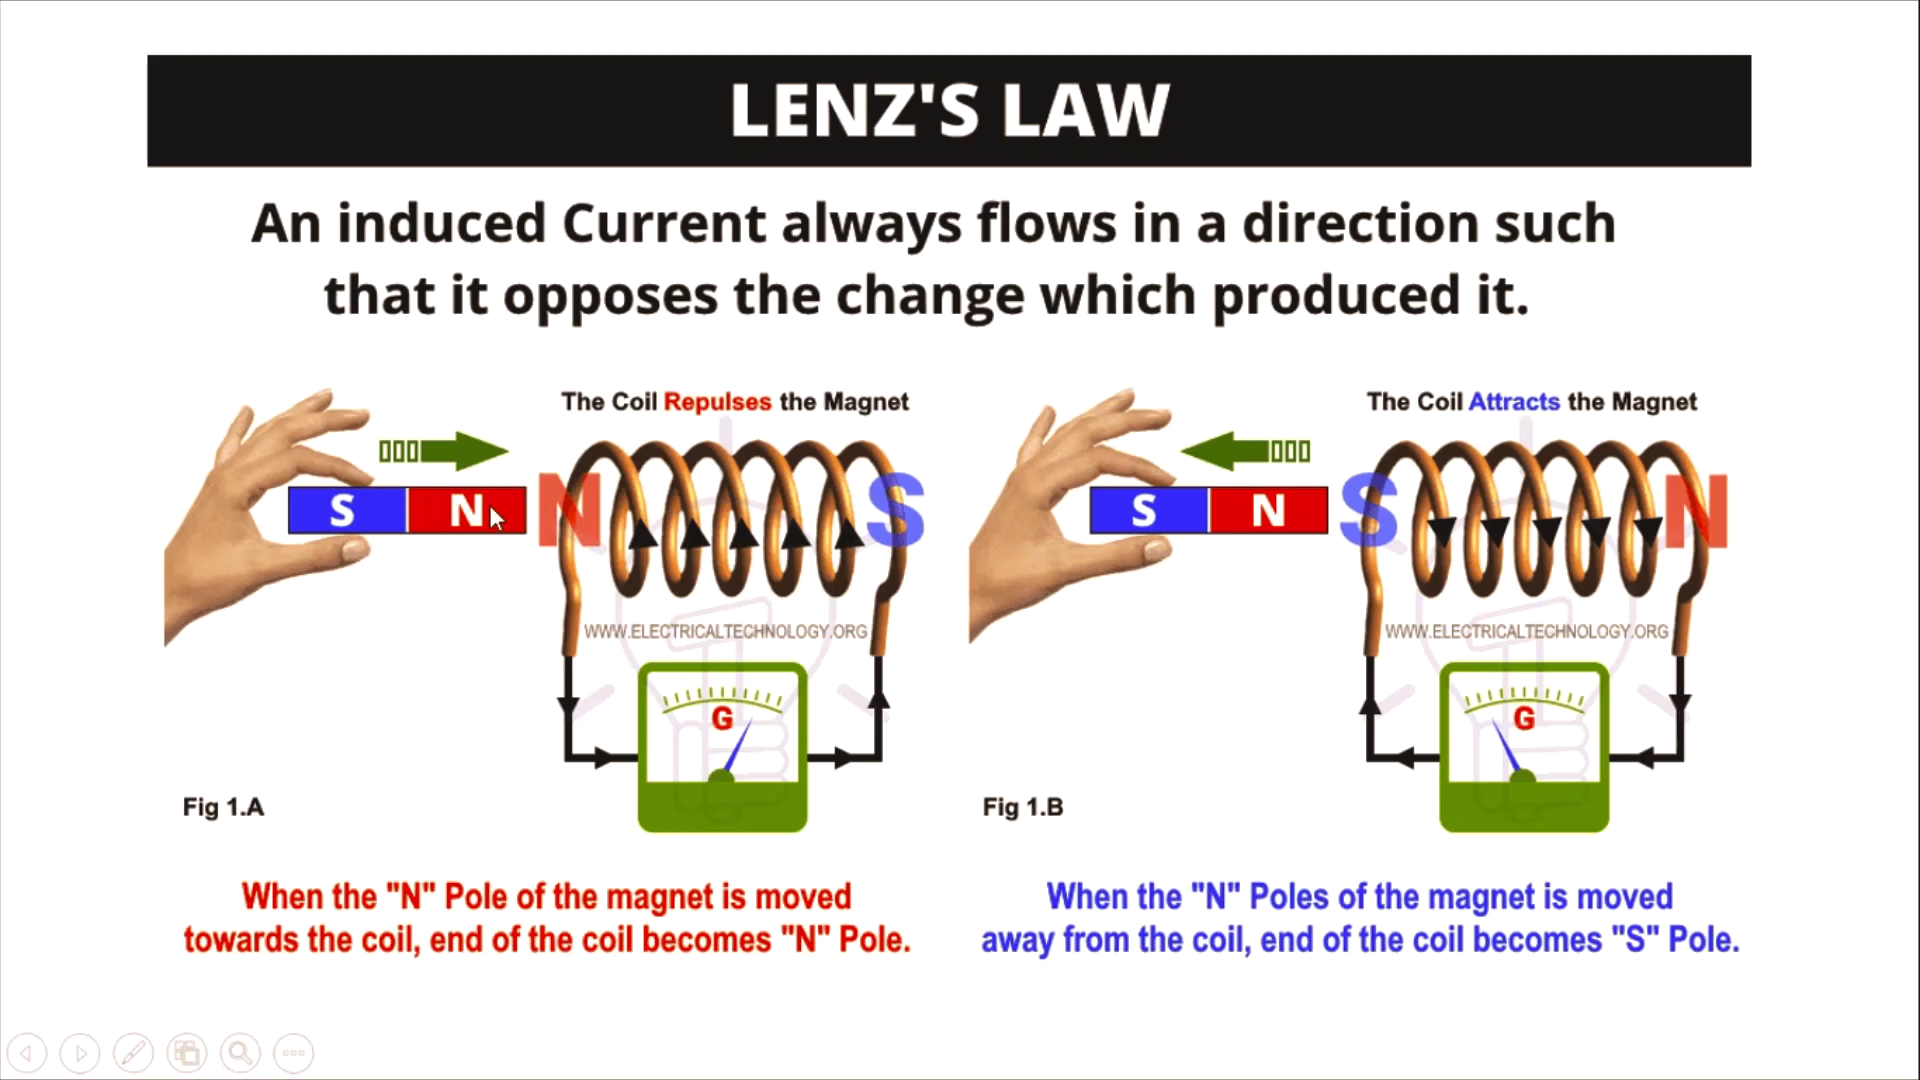 LENZ'S LAW
An induced Current always flows in a direction such
that it opposes the change which produced it.
The Coil Repulses the Magnet
S N N S
WWW.ELECTRICALTECHNOLOGY.ORG
G
Fig 1.A
When the "N" Pole of the magnet is moved
towards the coil, end of the coil becomes "N" Pole.
The Coil Attracts the Magnet
S N S N
WWW.ELECTRICALTECHNOLOGY.ORG
G
Fig 1.B
When the "N" Poles of the magnet is moved
away from the coil, end of the coil becomes "S" Pole.